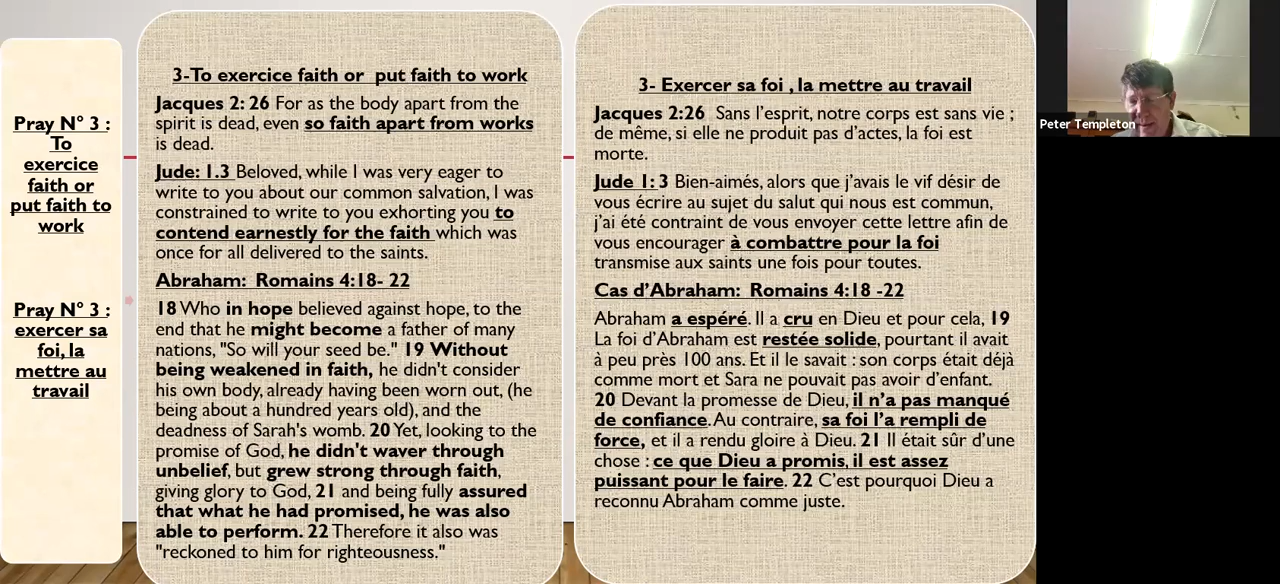 Pray N° 3 :
To
exercice
faith or
put faith to
work
Pray N° 3 :
exercer sa
foi, la
mettre au
travail
3-To exercice faith or put faith to work
Jacques 2: 26 For as the body apart from the
spirit is dead, even so faith apart from works
is dead.
Jude: 1.3 Beloved, while I was very eager to
write to you about our common salvation, I was
constrained to write to you exhorting you to
contend earnestly for the faith which was
once for all delivered to the saints.
Abraham: Romains 4:18- 22
18 Who in hope believed against hope, to the
end that he might become a father of many
nations, "So will your seed be." 19 Without
being weakened in faith, he didn't consider
his own body, already having been worn out, (he
being about a hundred years old), and the
deadness of Sarah's womb. 20 Yet, looking to the
promise of God, he didn't waver through
unbelief, but grew strong through faith,
giving glory to God, 21 and being fully assured
that what he had promised, he was also
able to perform. 22 Therefore it also was
"reckoned to him for righteousness."
3- Exercer sa foi , la mettre au travail
Jacques 2:26 Sans l'esprit, notre corps est sans vie ;
de même, si elle ne produit pas d'actes, la foi est
morte.
Jude 1: 3 Bien-aimés, alors que j'avais le vif désir de
vous écrire au sujet du salut qui nous est commun,
j'ai été contraint de vous envoyer cette lettre afin de
vous encourager à combattre pour la foi
transmise aux saints une fois pour toutes.
Cas d'Abraham: Romains 4:18 -22
Abraham a espéré. Il a cru en Dieu et pour cela, 19
La foi d'Abraham est restée solide, pourtant il avait
à peu près 100 ans. Et il le savait : son corps était déjà
comme mort et Sara ne pouvait pas avoir d'enfant.
20 Devant la promesse de Dieu, il n'a pas manqué
de confiance. Au contraire, sa foi l'a rempli de
force, et il a rendu gloire à Dieu. 21 Il était sûr d'une
chose : ce que Dieu a promis, il est assez
puissant pour le faire. 22 C'est pourquoi Dieu a
reconnu Abraham comme juste.
Peter Templeton